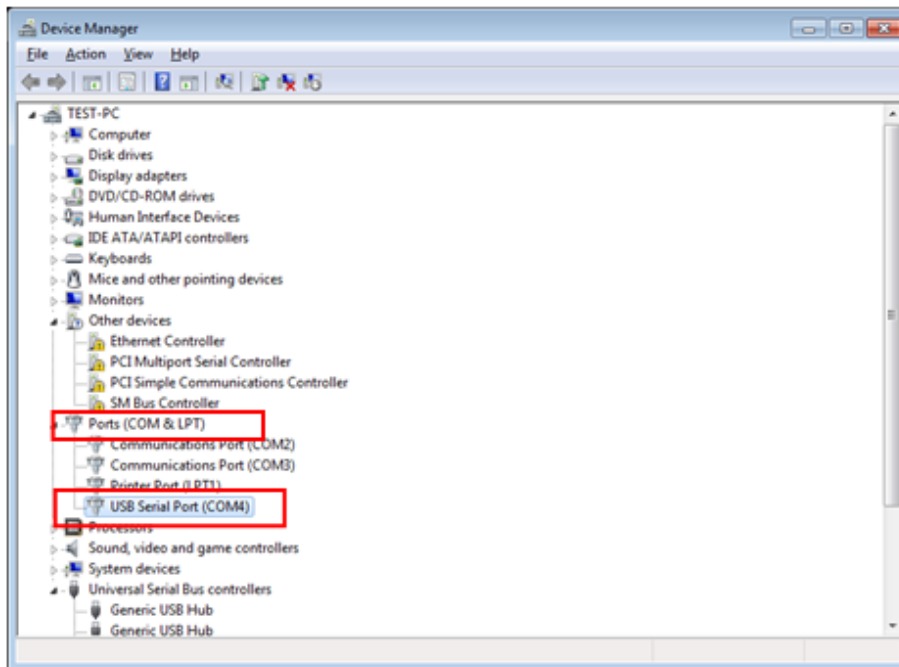 Device Manager
File Action View Help
TEST-PC
Computer
Disk drives
Display adapters
DVD/CD-ROM drives
Human Interface Devices
IDE ATA/ATAPI controllers
Keyboards
Mice and other pointing devices
Monitors
Other devices
Ethernet Controller
PCI Multiport Serial Controller
PCI Simple Communications Controller
SM Bus Controller
Ports (COM & LPT)
Communications Port (COM2)
Communications Port (COM3)
Printer Port (LPT1)
USB Serial Port (COM4)
Processors
Sound, video and game controllers
System devices
Universal Serial Bus controllers
Generic USB Hub
Generic USB Hub